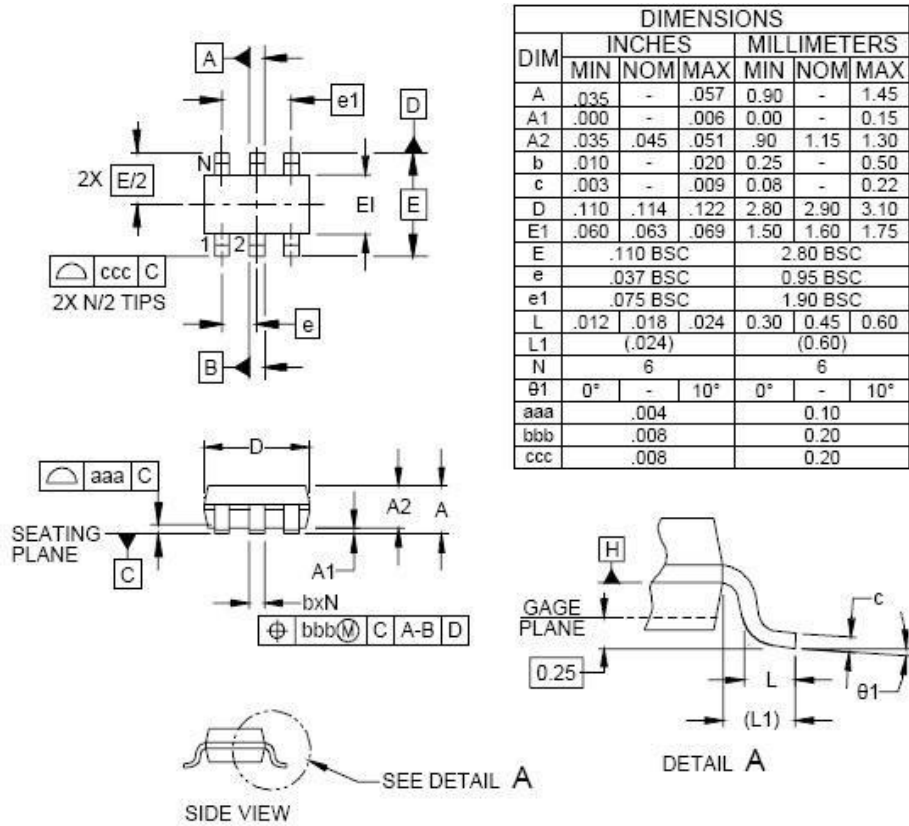 A
e1
D
N
2X E/2
EI
E
1 2
⌓ ccc C
2X N/2 TIPS
e
B
DIMENSIONS
DIM INCHES MILLIMETERS
MIN NOM MAX MIN NOM MAX
A .035 - .057 0.90 - 1.45
A1 .000 - .006 0.00 - 0.15
A2 .035 .045 .051 .90 1.15 1.30
b .010 - .020 0.25 - 0.50
c .003 - .009 0.08 - 0.22
D .110 .114 .122 2.80 2.90 3.10
E1 .060 .063 .069 1.50 1.60 1.75
E .110 BSC 2.80 BSC
e .037 BSC 0.95 BSC
e1 .075 BSC 1.90 BSC
L .012 .018 .024 0.30 0.45 0.60
L1 (.024) (0.60)
N 6 6
θ1 0° - 10° 0° - 10°
aaa .004 0.10
bbb .008 0.20
ccc .008 0.20
D
⌓ aaa C
A2 A
SEATING
PLANE
C
A1
bxN
⌖ bbbⓂ C A-B D
H
GAGE
PLANE
0.25
c
L
θ1
(L1)
DETAIL A
SEE DETAIL A
SIDE VIEW